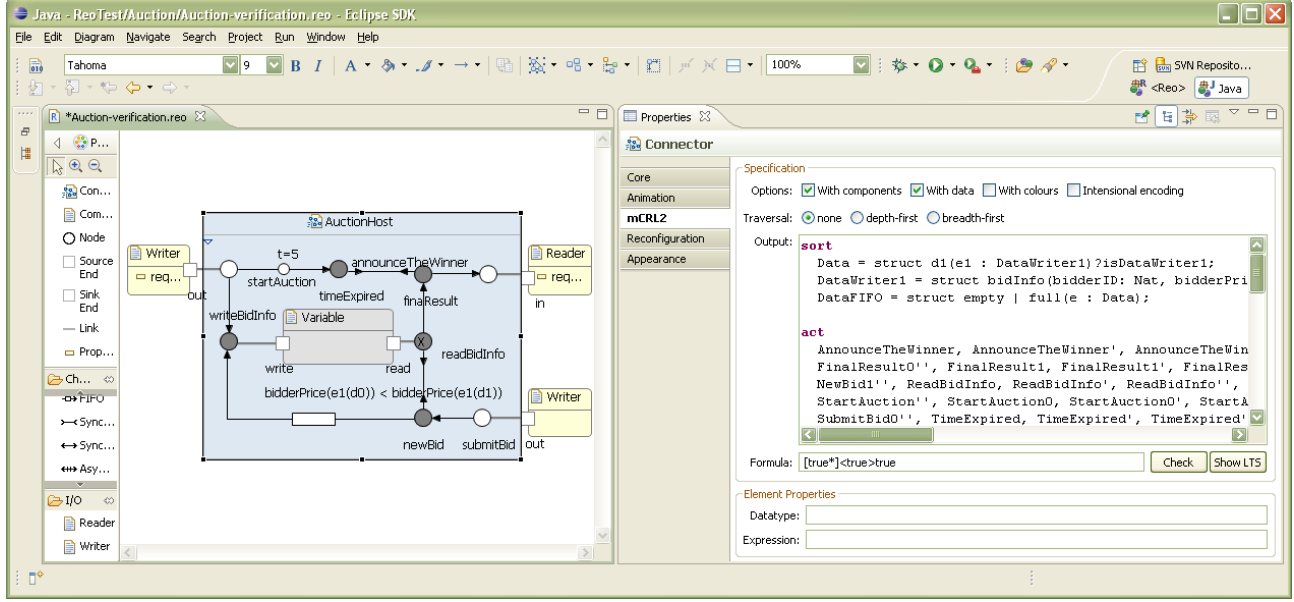 Java - ReoTest/Auction/Auction-verification.reo - Eclipse SDK
File Edit Diagram Navigate Search Project Run Window Help
Tahoma 9 B I A 100% SVN Reposito...
<Reo> Java
*Auction-verification.reo
P...
Con...
Com...
Node
Source
End
Sink
End
Link
Prop...
Ch...
FIFO
Sync...
Sync...
Asy...
I/O
Reader
Writer
AuctionHost
Writer
req...
out
t=5
startAuction
announceTheWinner
timeExpired
finalResult
Reader
req...
in
writeBidInfo
Variable
X
readBidInfo
write
read
bidderPrice(e1(d0)) < bidderPrice(e1(d1))
Writer
out
newBid
submitBid
Properties
Connector
Core
Animation
mCRL2
Reconfiguration
Appearance
Specification
Options: With components With data With colours Intensional encoding
Traversal: none depth-first breadth-first
Output:
sort
Data = struct d1(e1 : DataWriter1)?isDataWriter1;
DataWriter1 = struct bidInfo(bidderID: Nat, bidderPri
DataFIFO = struct empty | full(e : Data);
act
AnnounceTheWinner, AnnounceTheWinner', AnnounceTheWin
FinalResult0'', FinalResult1, FinalResult1', FinalRes
NewBid1'', ReadBidInfo, ReadBidInfo', ReadBidInfo'',
StartAuction'', StartAuction0, StartAuction0', StartA
SubmitBid0'', TimeExpired, TimeExpired', TimeExpired'
Formula: [true*]<true>true Check Show LTS
Element Properties
Datatype:
Expression: